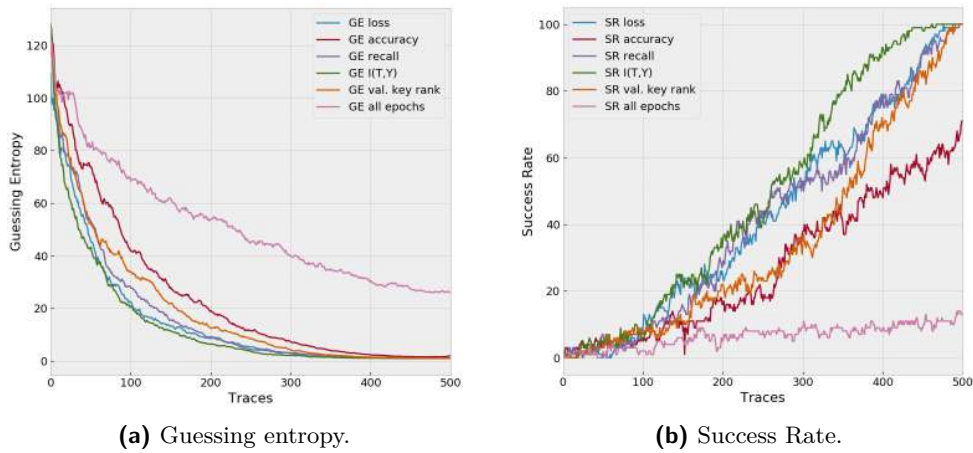 GE loss
GE accuracy
GE recall
GE I(T,Y)
GE val. key rank
GE all epochs
Guessing Entropy
120
100
80
60
40
20
0
0 100 200 300 400 500
Traces
(a) Guessing entropy.
SR loss
SR accuracy
SR recall
SR I(T,Y)
SR val. key rank
SR all epochs
Success Rate
100
80
60
40
20
0
0 100 200 300 400 500
Traces
(b) Success Rate.